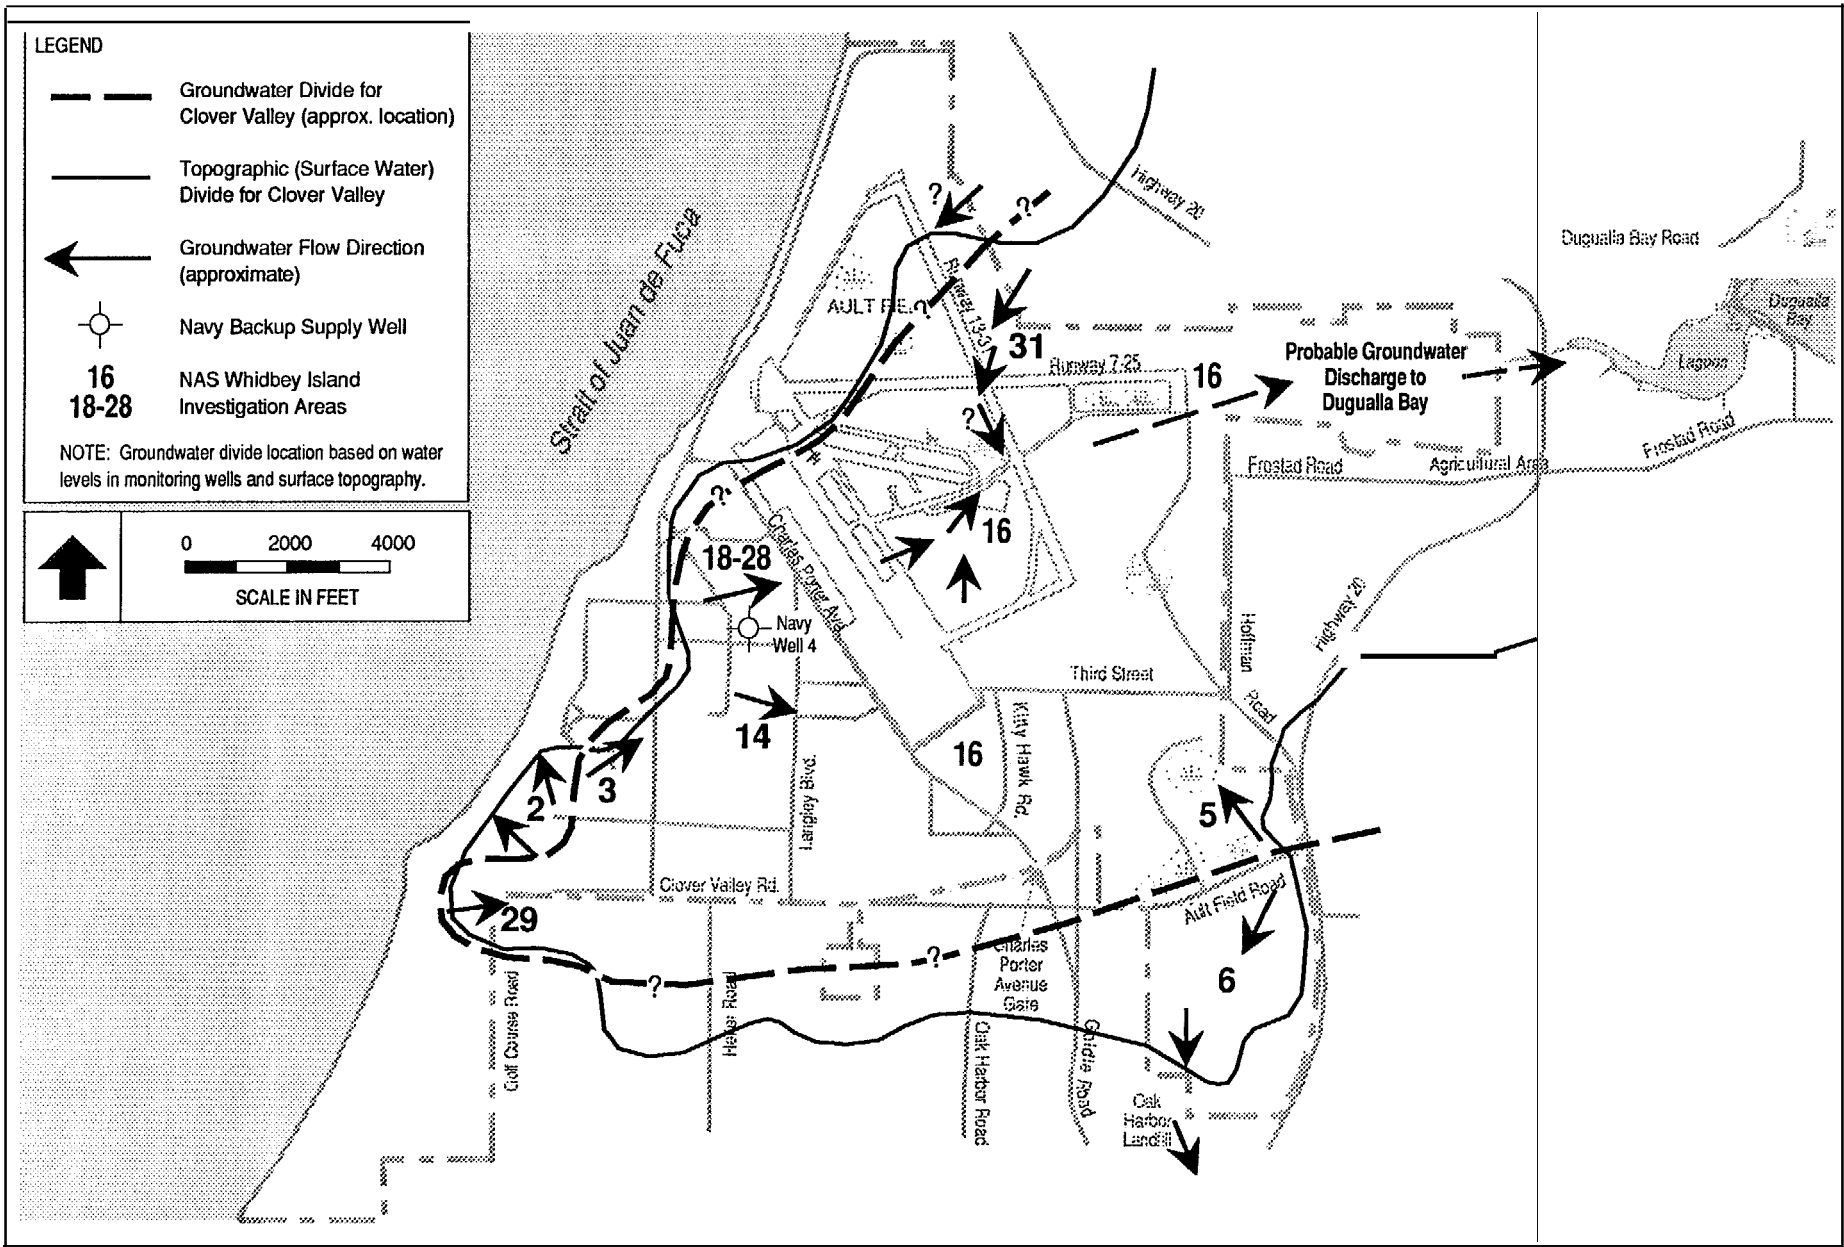 LEGEND
Groundwater Divide for
Clover Valley (approx. location)
Topographic (Surface Water)
Divide for Clover Valley
Groundwater Flow Direction
(approximate)
Navy Backup Supply Well
16
18-28
NAS Whidbey Island
Investigation Areas
NOTE: Groundwater divide location based on water
levels in monitoring wells and surface topography.
0 2000 4000
SCALE IN FEET
Strait of Juan de Fuca
Highway 20
Dugualla Bay Road
Dugualla
Bay
Lagoon
?
?
?
AULT
31
Runway 7-25
16
Probable Groundwater
Discharge to
Dugualla Bay
?
Frostad Road
Agricultural Area
Frostad Road
?
18-28
Charles Porter Ave.
16
Navy
Well 4
Highway 20
Hoffman
Road
Third Street
14
16
Kitty Hawk Rd.
Langley Blvd.
3
2
5
Clover Valley Rd.
29
Ault Field Road
?
?
Charles
Porter
Avenue
Gate
6
Golf Course Road
Road
Oak Harbor Road
Goldie Road
Oak
Harbor
Landfill